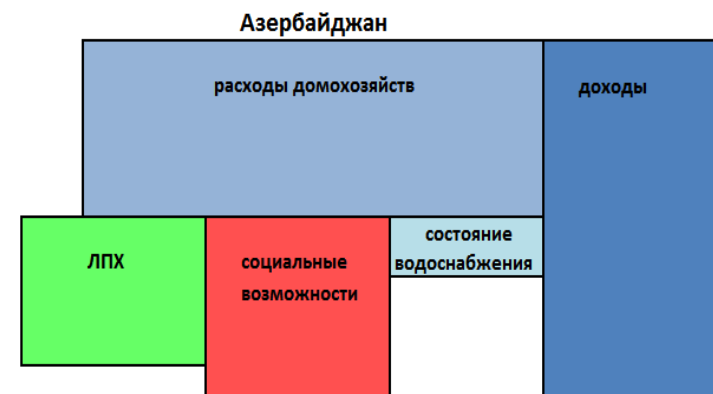 Азербайджан
расходы домохозяйств
доходы
ЛПХ
социальные
возможности
состояние
водоснабжения